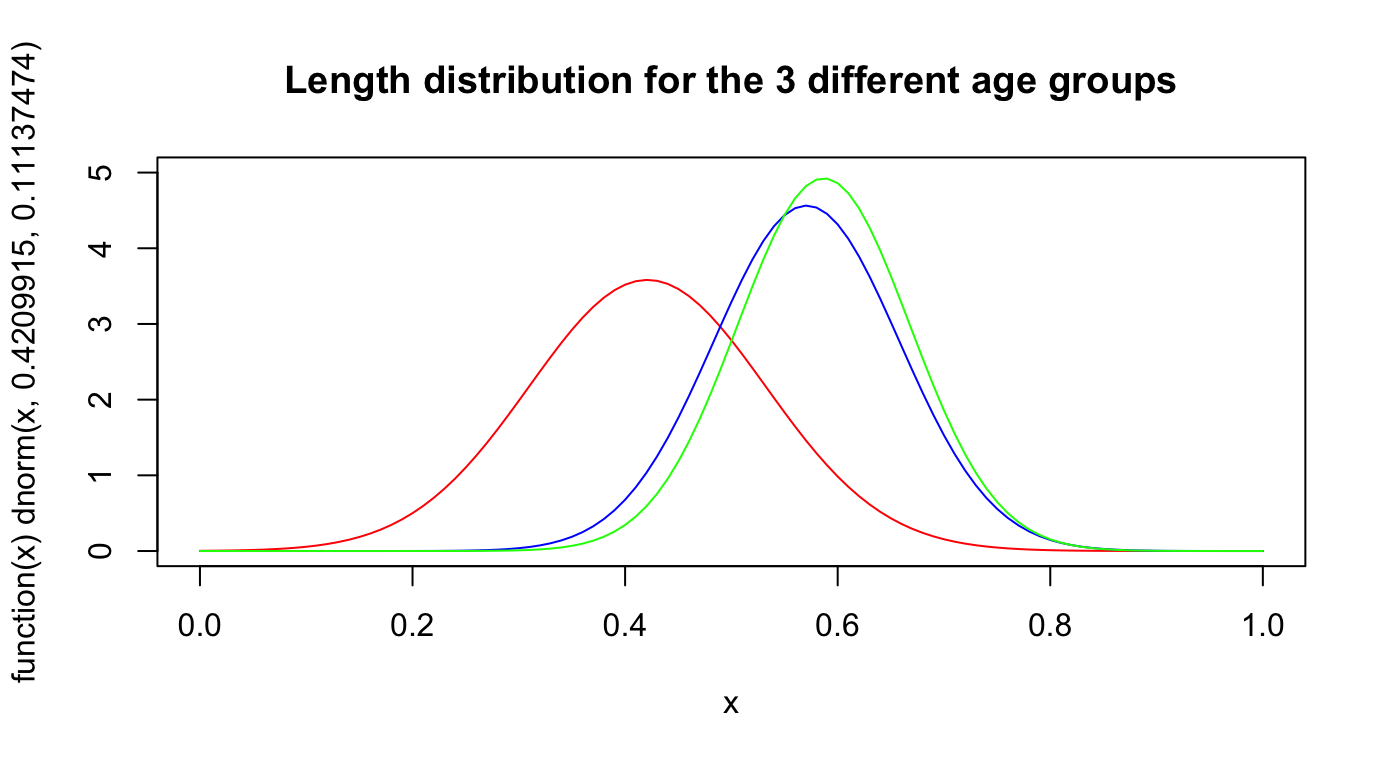 Length distribution for the 3 different age groups
function(x) dnorm(x, 0.4209915, 0.11137474)
5
4
3
2
1
0
0.0 0.2 0.4 0.6 0.8 1.0
x